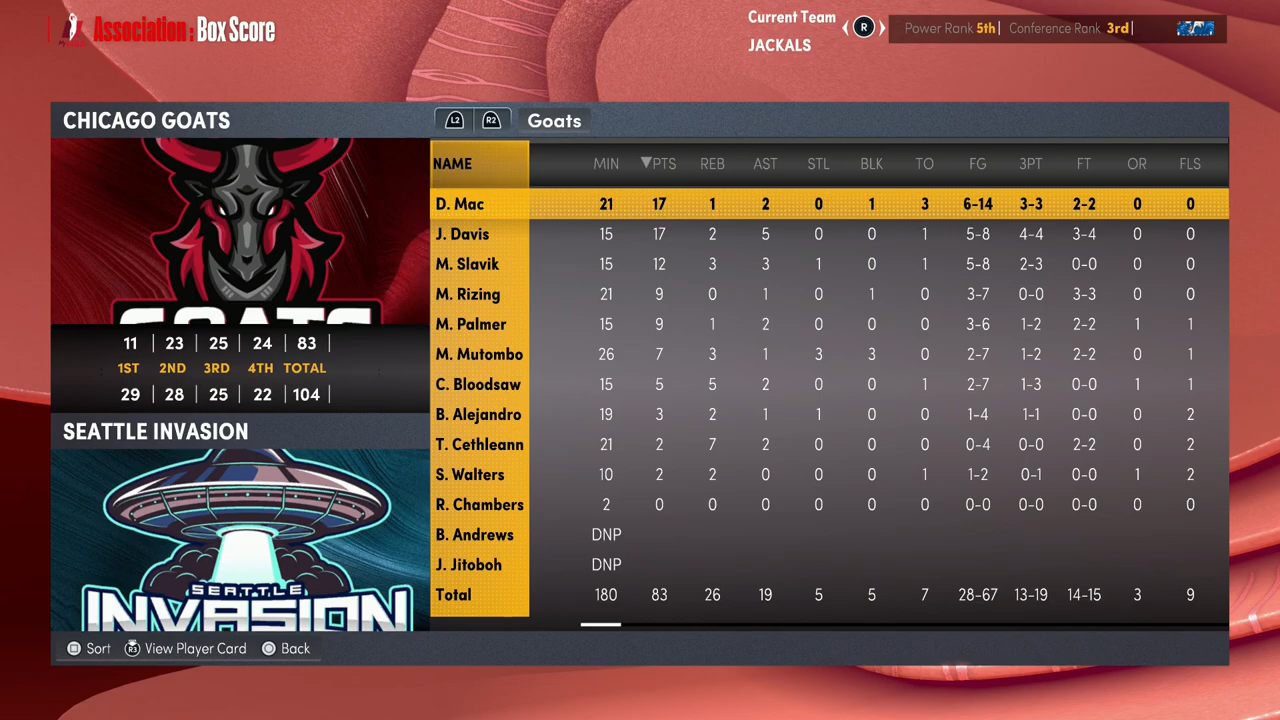 Association : Box Score
Current Team
JACKALS
R
Power Rank 5th | Conference Rank 3rd |
CHICAGO GOATS
L2 R2 Goats
GOATS
11 | 23 | 25 | 24 | 83 |
1ST 2ND 3RD 4TH TOTAL
29 | 28 | 25 | 22 | 104 |
SEATTLE INVASION
SEATTLE
INVASION
NAME MIN ▼PTS REB AST STL BLK TO FG 3PT FT OR FLS
D. Mac 21 17 1 2 0 1 3 6-14 3-3 2-2 0 0
J. Davis 15 17 2 5 0 0 1 5-8 4-4 3-4 0 0
M. Slavik 15 12 3 3 1 0 1 5-8 2-3 0-0 0 0
M. Rizing 21 9 0 1 0 1 0 3-7 0-0 3-3 0 0
M. Palmer 15 9 1 2 0 0 0 3-6 1-2 2-2 1 1
M. Mutombo 26 7 3 1 3 3 0 2-7 1-2 2-2 0 1
C. Bloodsaw 15 5 5 2 0 0 1 2-7 1-3 0-0 1 1
B. Alejandro 19 3 2 1 1 0 0 1-4 1-1 0-0 0 2
T. Cethleann 21 2 7 2 0 0 0 0-4 0-0 2-2 0 2
S. Walters 10 2 2 0 0 0 1 1-2 0-1 0-0 1 2
R. Chambers 2 0 0 0 0 0 0 0-0 0-0 0-0 0 0
B. Andrews DNP
J. Jitoboh DNP
Total 180 83 26 19 5 5 7 28-67 13-19 14-15 3 9
Sort R3 View Player Card Back